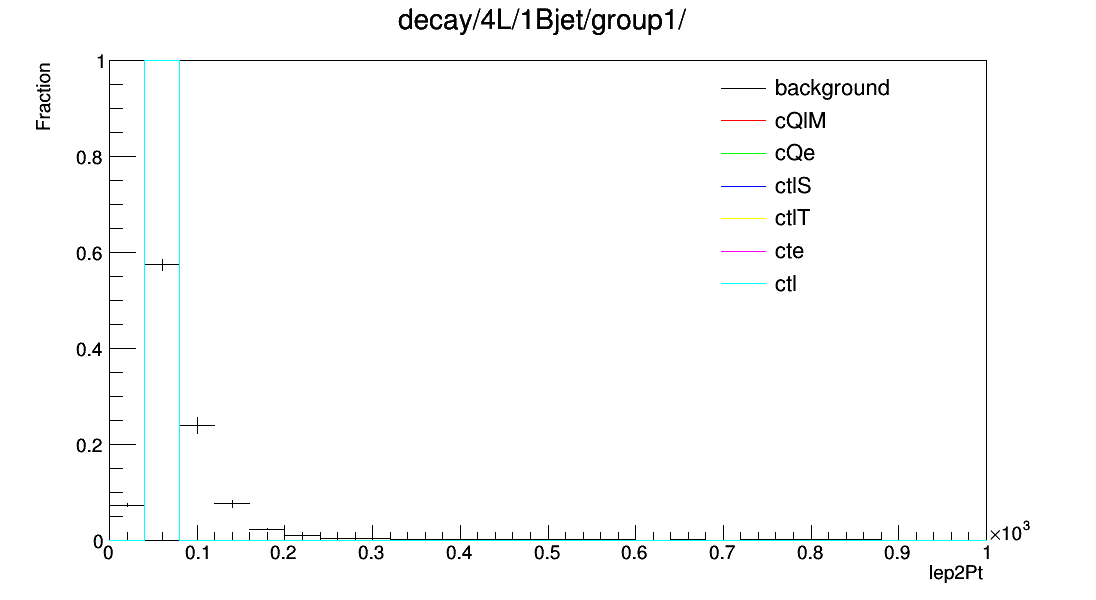 decay/4L/1Bjet/group1/
Fraction
background
cQlM
cQe
ctlS
ctlT
cte
ctl
1
0.8
0.6
0.4
0.2
0
0 0.1 0.2 0.3 0.4 0.5 0.6 0.7 0.8 0.9 1
×10³
lep2Pt